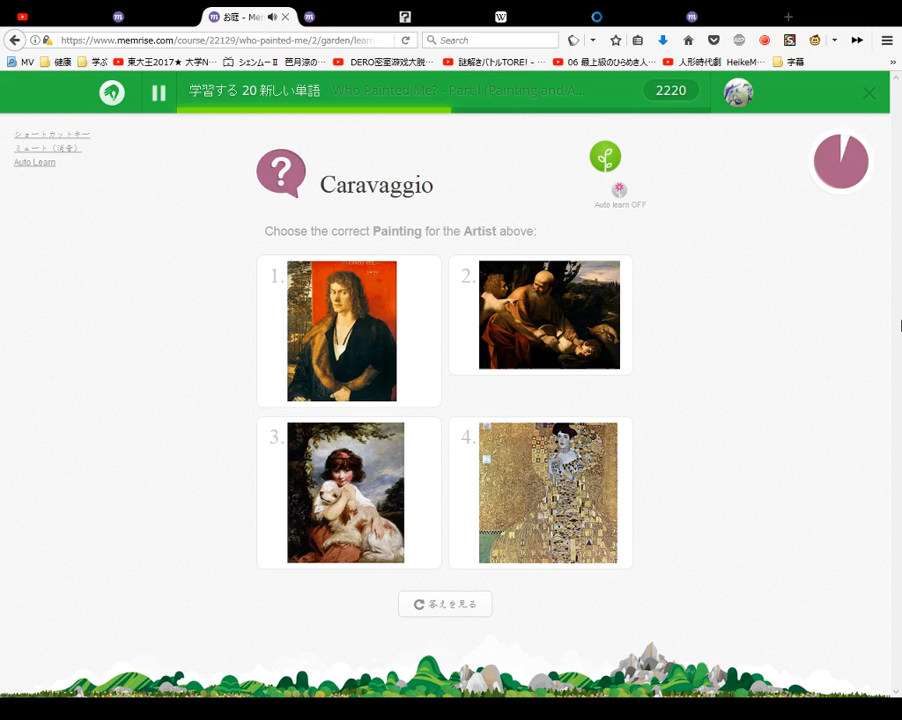 お庭 - Mem
https://www.memrise.com/course/22129/who-painted-me/2/garden/learn
Search
MV
健康
学ぶ
東大王2017★ 大学N…
シェンムーⅡ 芭月涼の…
DERO密室游戏大脱…
謎解きバトルTORE! - …
06 最上級のひらめき人…
人形時代劇 HeikeM…
字幕
学習する 20 新しい単語
Who Painted Me? - Part I (Painting and A...
2220
ショートカットキー
ミュート（消音）
Auto Learn
Caravaggio
Auto learn OFF
Choose the correct Painting for the Artist above:
1.
2.
3.
4.
答えを見る